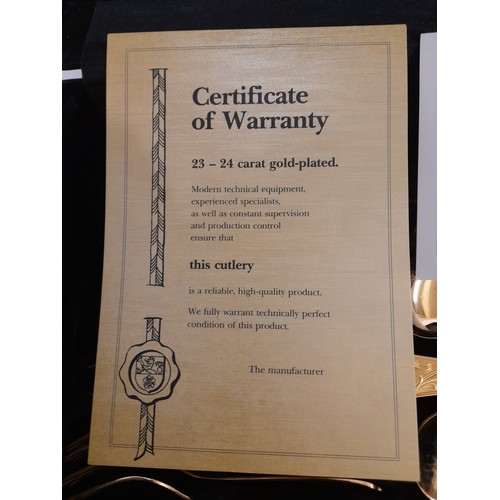 Certificate
of Warranty
23 – 24 carat gold-plated.
Modern technical equipment,
experienced specialists,
as well as constant supervision
and production control
ensure that
this cutlery
is a reliable, high-quality product.
We fully warrant technically perfect
condition of this product.
The manufacturer